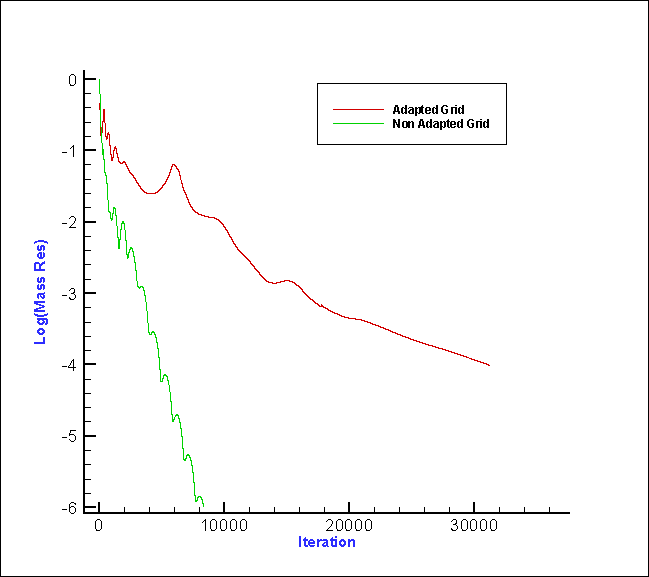 0
-1
-2
-3
-4
-5
-6
Log(Mass Res)
Adapted Grid
Non Adapted Grid
0 10000 20000 30000
Iteration